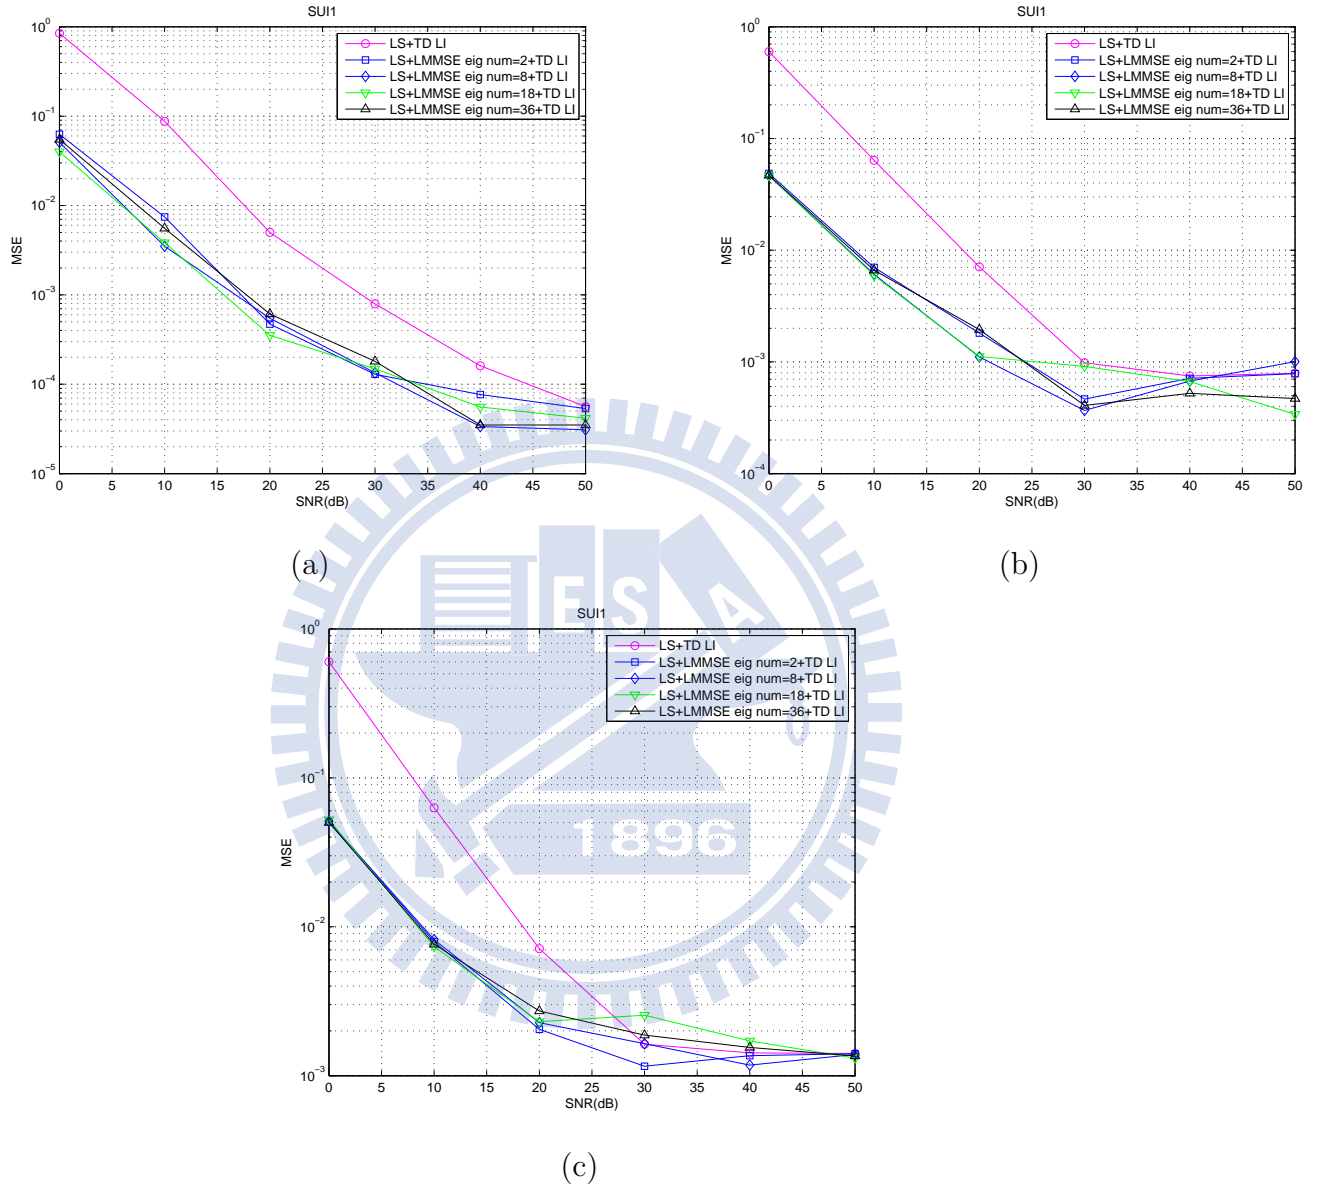 SUI1
10^0
10^-1
10^-2
10^-3
10^-4
10^-5
MSE
LS+TD LI
LS+LMMSE eig num=2+TD LI
LS+LMMSE eig num=8+TD LI
LS+LMMSE eig num=18+TD LI
LS+LMMSE eig num=36+TD LI
0 5 10 15 20 25 30 35 40 45 50
SNR(dB)
(a)
SUI1
10^0
10^-1
10^-2
10^-3
10^-4
MSE
LS+TD LI
LS+LMMSE eig num=2+TD LI
LS+LMMSE eig num=8+TD LI
LS+LMMSE eig num=18+TD LI
LS+LMMSE eig num=36+TD LI
0 5 10 15 20 25 30 35 40 45 50
SNR(dB)
(b)
SUI1
10^0
10^-1
10^-2
10^-3
MSE
LS+TD LI
LS+LMMSE eig num=2+TD LI
LS+LMMSE eig num=8+TD LI
LS+LMMSE eig num=18+TD LI
LS+LMMSE eig num=36+TD LI
0 5 10 15 20 25 30 35 40 45 50
SNR(dB)
(c)
E S A
1896